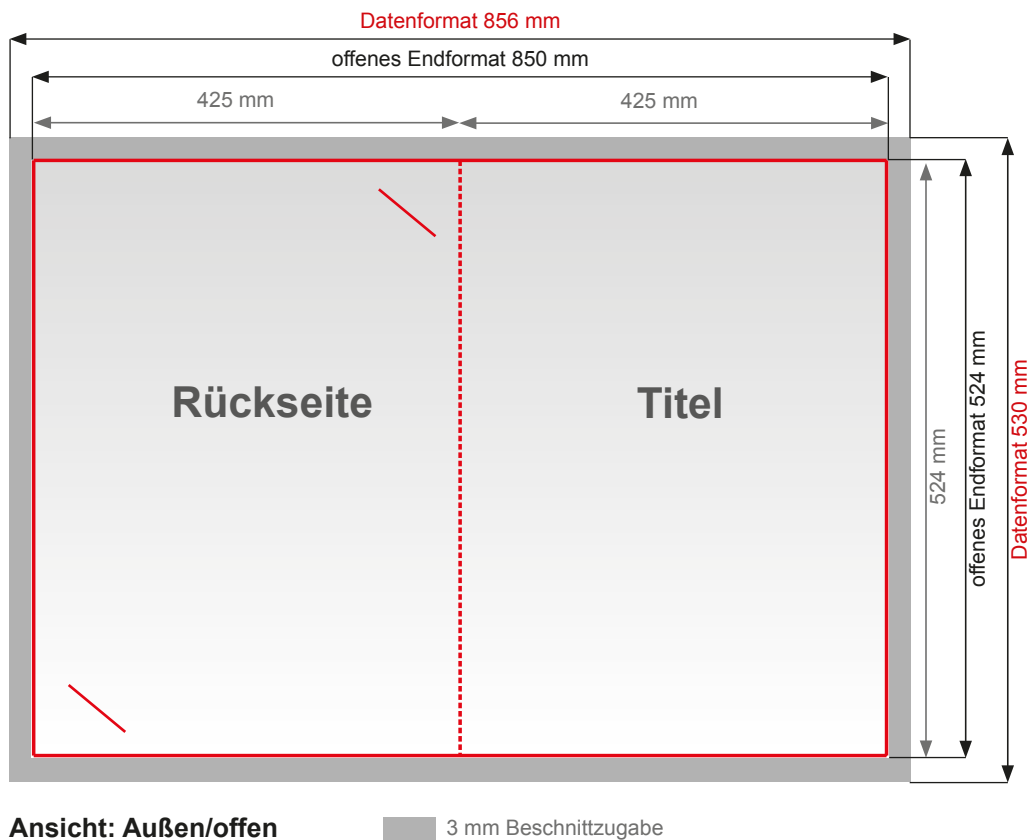 Datenformat 856 mm
offenes Endformat 850 mm
425 mm
425 mm
Rückseite
Titel
524 mm
offenes Endformat 524 mm
Datenformat 530 mm
Ansicht: Außen/offen
3 mm Beschnittzugabe